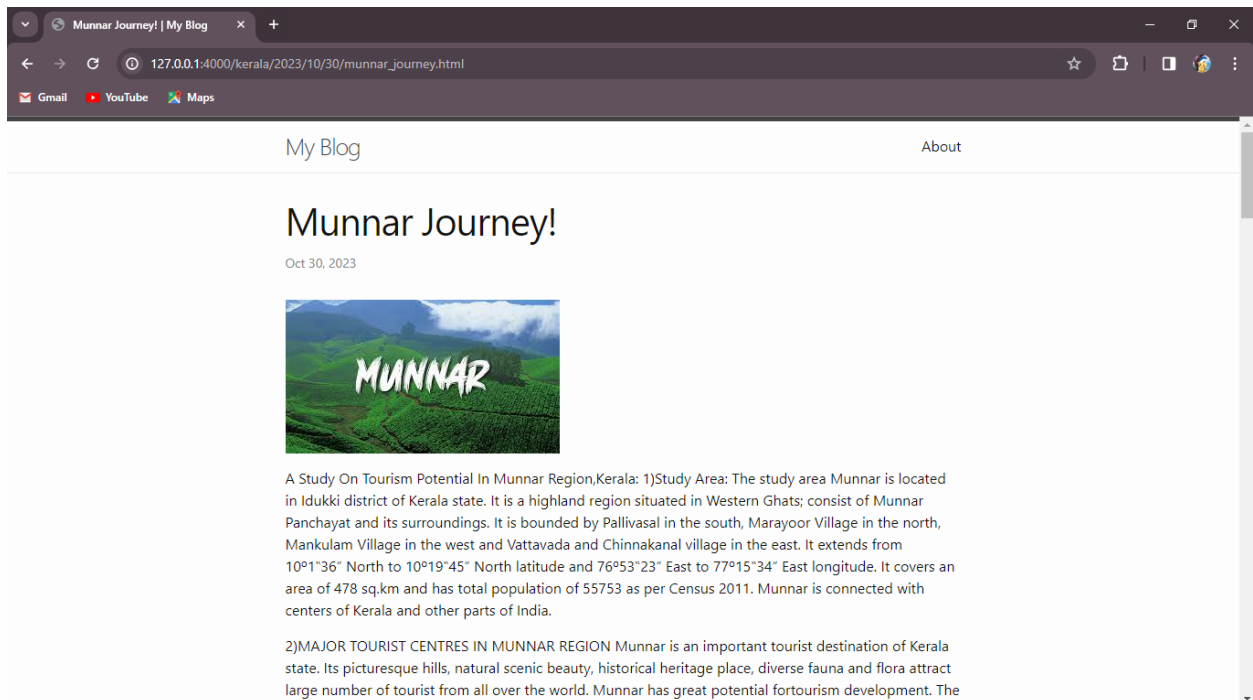 Munnar Journey! | My Blog
127.0.0.1:4000/kerala/2023/10/30/munnar_journey.html
Gmail YouTube Maps
My Blog About
Munnar Journey!
Oct 30, 2023
MUNNAR
A Study On Tourism Potential In Munnar Region,Kerala: 1)Study Area: The study area Munnar is located
in Idukki district of Kerala state. It is a highland region situated in Western Ghats; consist of Munnar
Panchayat and its surroundings. It is bounded by Pallivasal in the south, Marayoor Village in the north,
Mankulam Village in the west and Vattavada and Chinnakanal village in the east. It extends from
10º1‟36″ North to 10º19‟45″ North latitude and 76º53‟23″ East to 77º15‟34″ East longitude. It covers an
area of 478 sq.km and has total population of 55753 as per Census 2011. Munnar is connected with
centers of Kerala and other parts of India.
2)MAJOR TOURIST CENTRES IN MUNNAR REGION Munnar is an important tourist destination of Kerala
state. Its picturesque hills, natural scenic beauty, historical heritage place, diverse fauna and flora attract
large number of tourist from all over the world. Munnar has great potential fortourism development. The